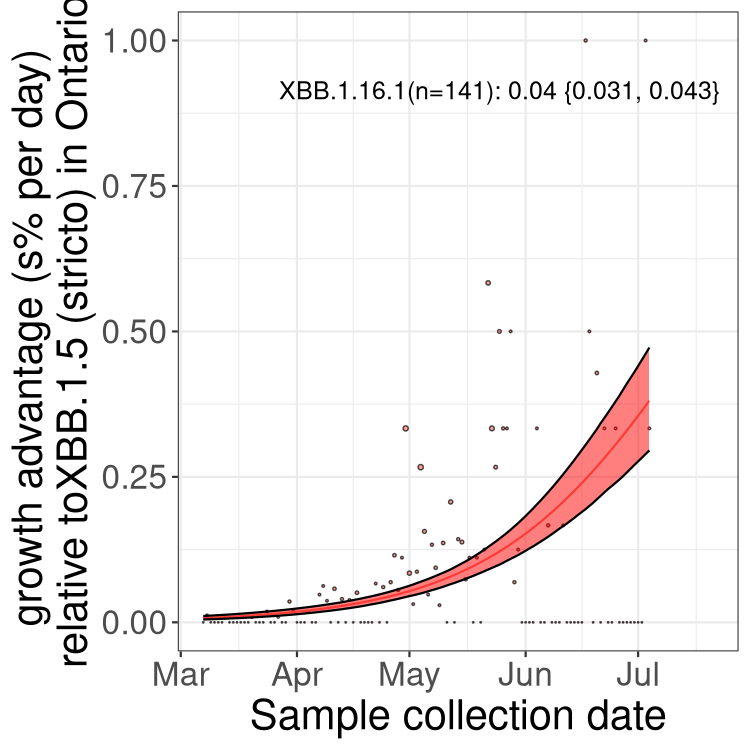 growth advantage (s% per day)
relative toXBB.1.5 (stricto) in Ontario
1.00
0.75
0.50
0.25
0.00
XBB.1.16.1(n=141): 0.04 {0.031, 0.043}
Mar Apr May Jun Jul
Sample collection date